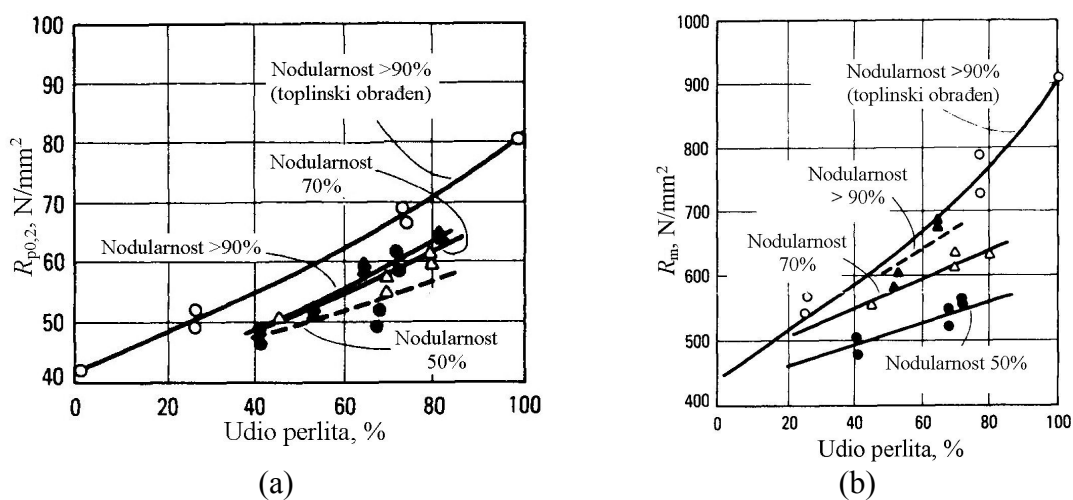 100
90
80
70
60
50
40
0
20
40
60
80
100
R_p0,2, N/mm²
Udio perlita, %
Nodularnost >90%
(toplinski obrađen)
Nodularnost
70%
Nodularnost >90%
Nodularnost
50%
(a)
1000
900
800
700
600
500
400
0
20
40
60
80
100
R_m, N/mm²
Udio perlita, %
Nodularnost >90%
(toplinski obrađen)
Nodularnost
> 90%
Nodularnost
70%
Nodularnost 50%
(b)